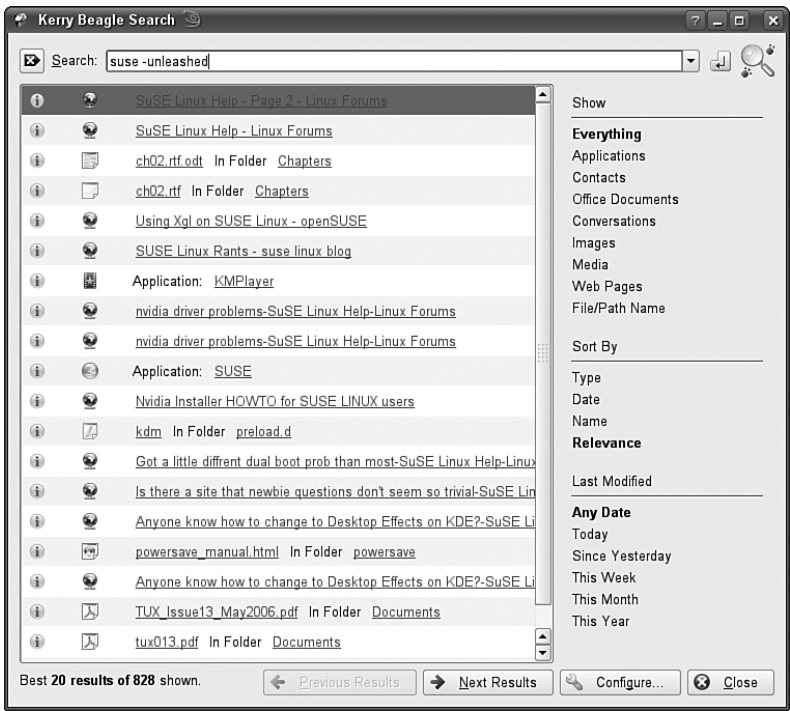 Kerry Beagle Search
Search: suse -unleashed
SuSE Linux Help - Page 2 - Linux Forums
SuSE Linux Help - Linux Forums
ch02.rtf.odt In Folder Chapters
ch02.rtf In Folder Chapters
Using Xgl on SUSE Linux - openSUSE
SUSE Linux Rants - suse linux blog
Application: KMPlayer
nvidia driver problems-SuSE Linux Help-Linux Forums
nvidia driver problems-SuSE Linux Help-Linux Forums
Application: SUSE
Nvidia Installer HOWTO for SUSE LINUX users
kdm In Folder preload.d
Got a little diffrent dual boot prob than most-SuSE Linux Help-Linux
Is there a site that newbie questions don't seem so trivial-SuSE Lin
Anyone know how to change to Desktop Effects on KDE?-SuSE Li
powersave_manual.html In Folder powersave
Anyone know how to change to Desktop Effects on KDE?-SuSE Li
TUX_Issue13_May2006.pdf In Folder Documents
tux013.pdf In Folder Documents
Show
Everything
Applications
Contacts
Office Documents
Conversations
Images
Media
Web Pages
File/Path Name
Sort By
Type
Date
Name
Relevance
Last Modified
Any Date
Today
Since Yesterday
This Week
This Month
This Year
Best 20 results of 828 shown.
Previous Results
Next Results
Configure...
Close